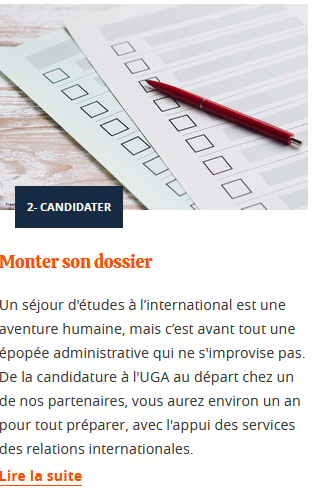 2- CANDIDATER
Monter son dossier
Un séjour d'études à l’international est une
aventure humaine, mais c’est avant tout une
épopée administrative qui ne s'improvise pas.
De la candidature à l'UGA au départ chez un
de nos partenaires, vous aurez environ un an
pour tout préparer, avec l'appui des services
des relations internationales.
Lire la suite